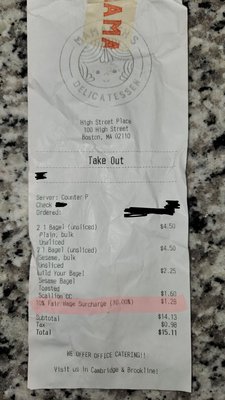 MAMA
DELICATESSEN
High Street Place
100 High Street
Boston, MA 02110
Take Out
Server: Counter P
Check
Ordered:
2 1 Bagel (unsliced) $4.50
Plain, bulk
Unsliced
2 1 Bagel (unsliced) $4.50
Sesame, bulk
Unsliced
Build Your Bagel $2.25
Sesame Bagel
Toasted
Scallion CC $1.60
10% Fair Wage Surcharge (10.00%) $1.28
Subtotal $14.13
Tax $0.98
Total $15.11
WE OFFER OFFICE CATERING!!
Visit us in Cambridge & Brookline!